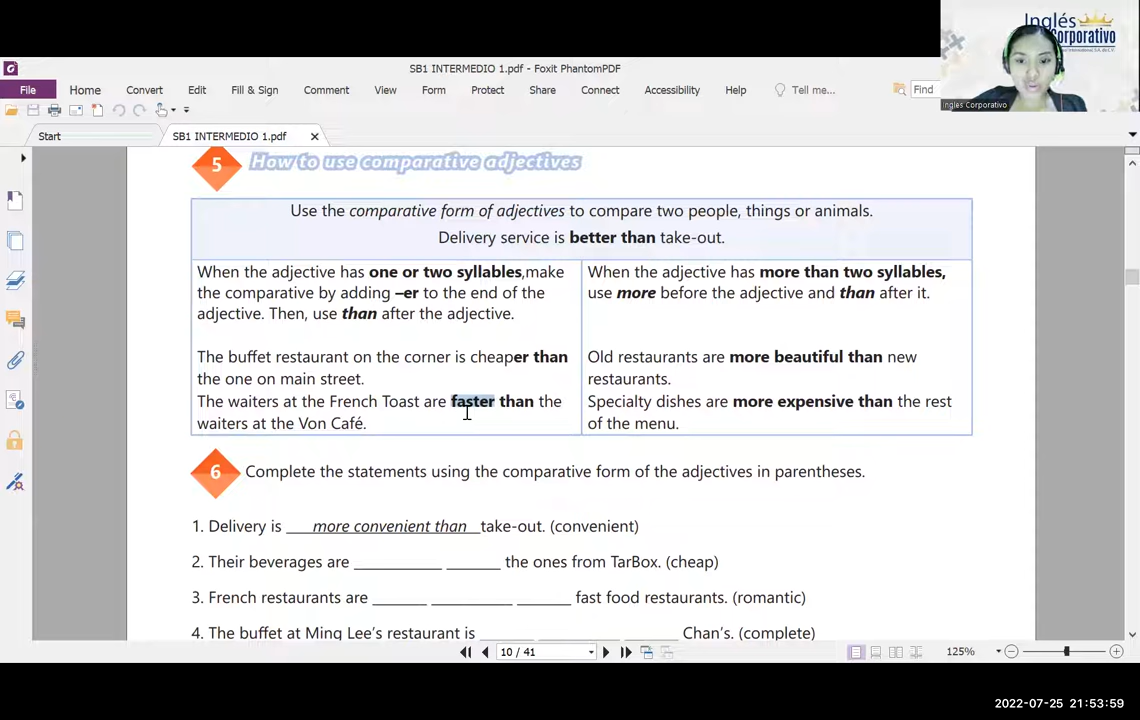 Inglés
Corporativo
Inglés Corporativo
SB1 INTERMEDIO 1.pdf - Foxit PhantomPDF
File Home Convert Edit Fill & Sign Comment View Form Protect Share Connect Accessibility Help Tell me... Find
Start SB1 INTERMEDIO 1.pdf
5 How to use comparative adjectives
Use the comparative form of adjectives to compare two people, things or animals.
Delivery service is better than take-out.
When the adjective has one or two syllables,make
the comparative by adding –er to the end of the
adjective. Then, use than after the adjective.
The buffet restaurant on the corner is cheaper than
the one on main street.
The waiters at the French Toast are faster than the
waiters at the Von Café.
When the adjective has more than two syllables,
use more before the adjective and than after it.
Old restaurants are more beautiful than new
restaurants.
Specialty dishes are more expensive than the rest
of the menu.
6 Complete the statements using the comparative form of the adjectives in parentheses.
1. Delivery is ___more convenient than__take-out. (convenient)
2. Their beverages are __________ ______ the ones from TarBox. (cheap)
3. French restaurants are ______ _________ ______ fast food restaurants. (romantic)
4. The buffet at Ming Lee's restaurant is ______ _________ ______ Chan's. (complete)
10 / 41
125%
2022-07-25 21:53:59